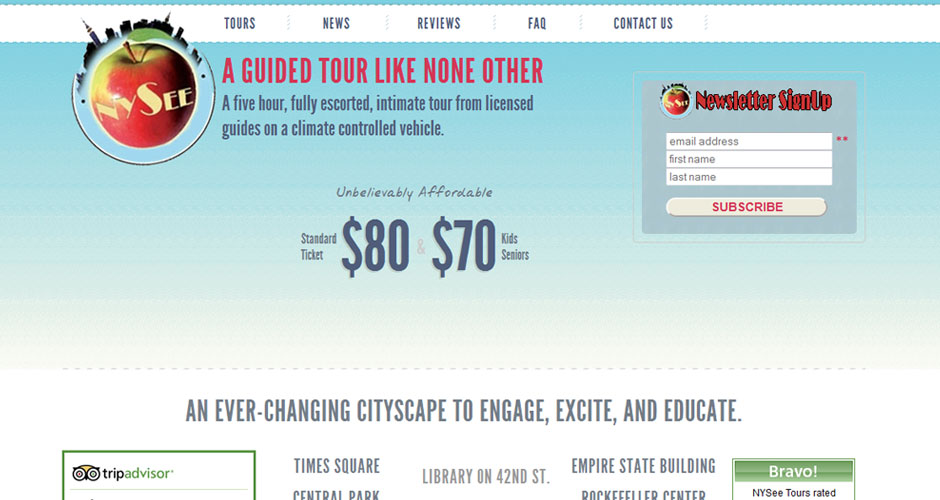 TOURS
NEWS
REVIEWS
FAQ
CONTACT US
NYSEE
A GUIDED TOUR LIKE NONE OTHER
A five hour, fully escorted, intimate tour from licensed
guides on a climate controlled vehicle.
Unbelievably Affordable
Standard
Ticket
$80 & $70
Kids
Seniors
NYSEE
Newsletter SignUp
email address **
first name
last name
SUBSCRIBE
AN EVER-CHANGING CITYSCAPE TO ENGAGE, EXCITE, AND EDUCATE.
tripadvisor®
TIMES SQUARE
CENTRAL PARK
LIBRARY ON 42ND ST.
EMPIRE STATE BUILDING
ROCKEFELLER CENTER
Bravo!
NYSee Tours rated